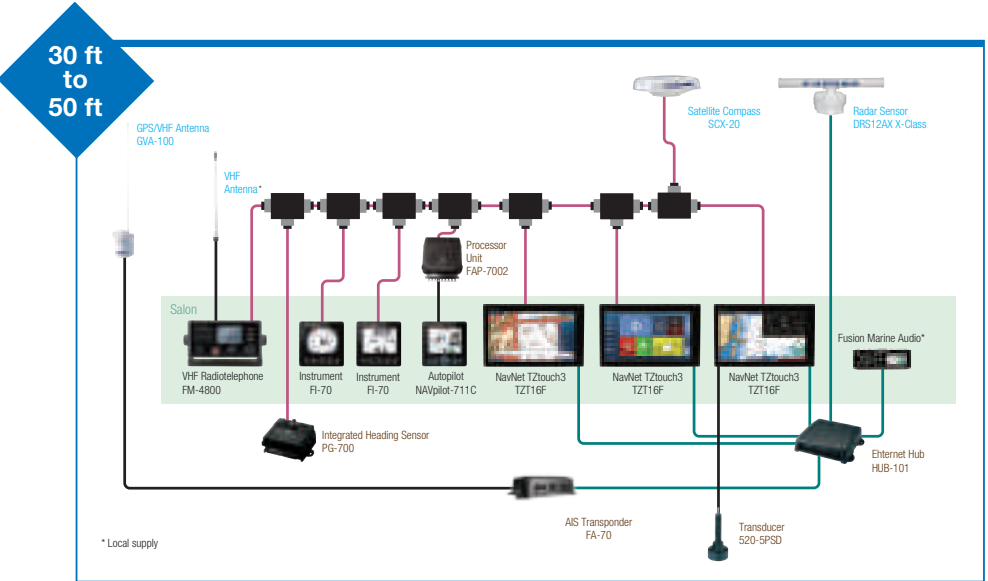 30 ft
to
50 ft
GPS/VHF Antenna
GVA-100
VHF
Antenna*
Satellite Compass
SCX-20
Radar Sensor
DRS12AX X-Class
Processor
Unit
FAP-7002
Salon
Fusion Marine Audio*
VHF Radiotelephone
FM-4800
Instrument
FI-70
Instrument
FI-70
Autopilot
NAVpilot-711C
NavNet TZtouch3
TZT16F
NavNet TZtouch3
TZT16F
NavNet TZtouch3
TZT16F
Integrated Heading Sensor
PG-700
Ehternet Hub
HUB-101
AIS Transponder
FA-70
Transducer
520-5PSD
* Local supply